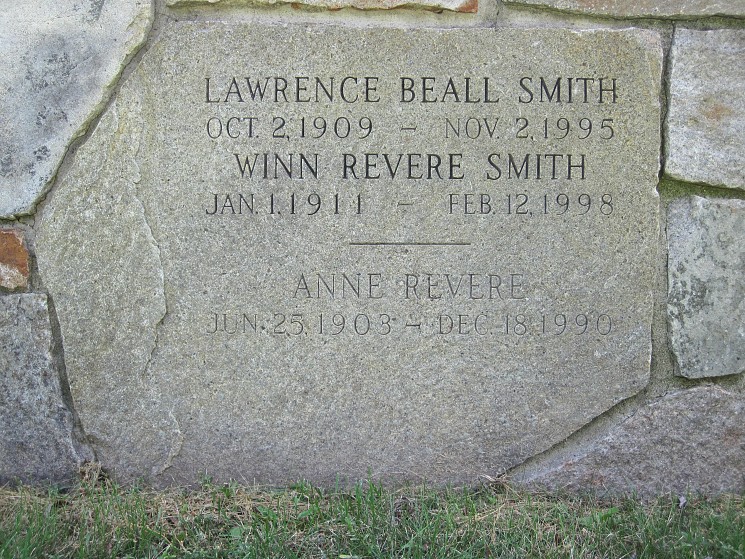 LAWRENCE BEALL SMITH
OCT. 2, 1909 – NOV. 2, 1995
WINN REVERE SMITH
JAN. 1, 1911 – FEB. 12, 1998
ANNE REVERE
JUN. 25, 1903 – DEC. 18, 1990